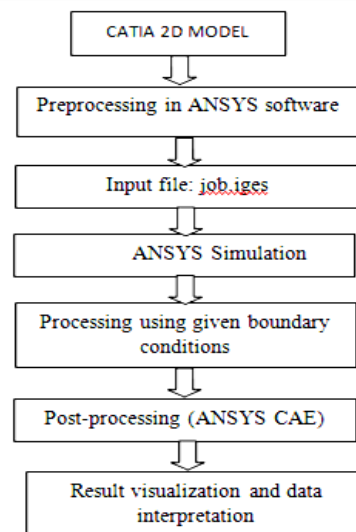 CATIA 2D MODEL
Preprocessing in ANSYS software
Input file: job.iges
ANSYS Simulation
Processing using given boundary
conditions
Post-processing (ANSYS CAE)
Result visualization and data
interpretation